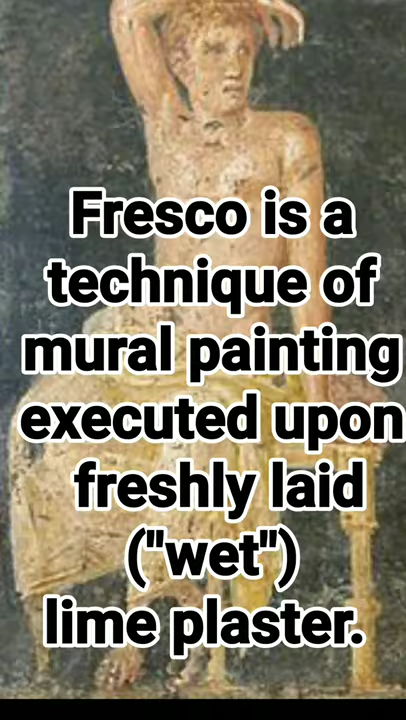 Fresco is a
technique of
mural painting
executed upon
freshly laid
("wet")
lime plaster.